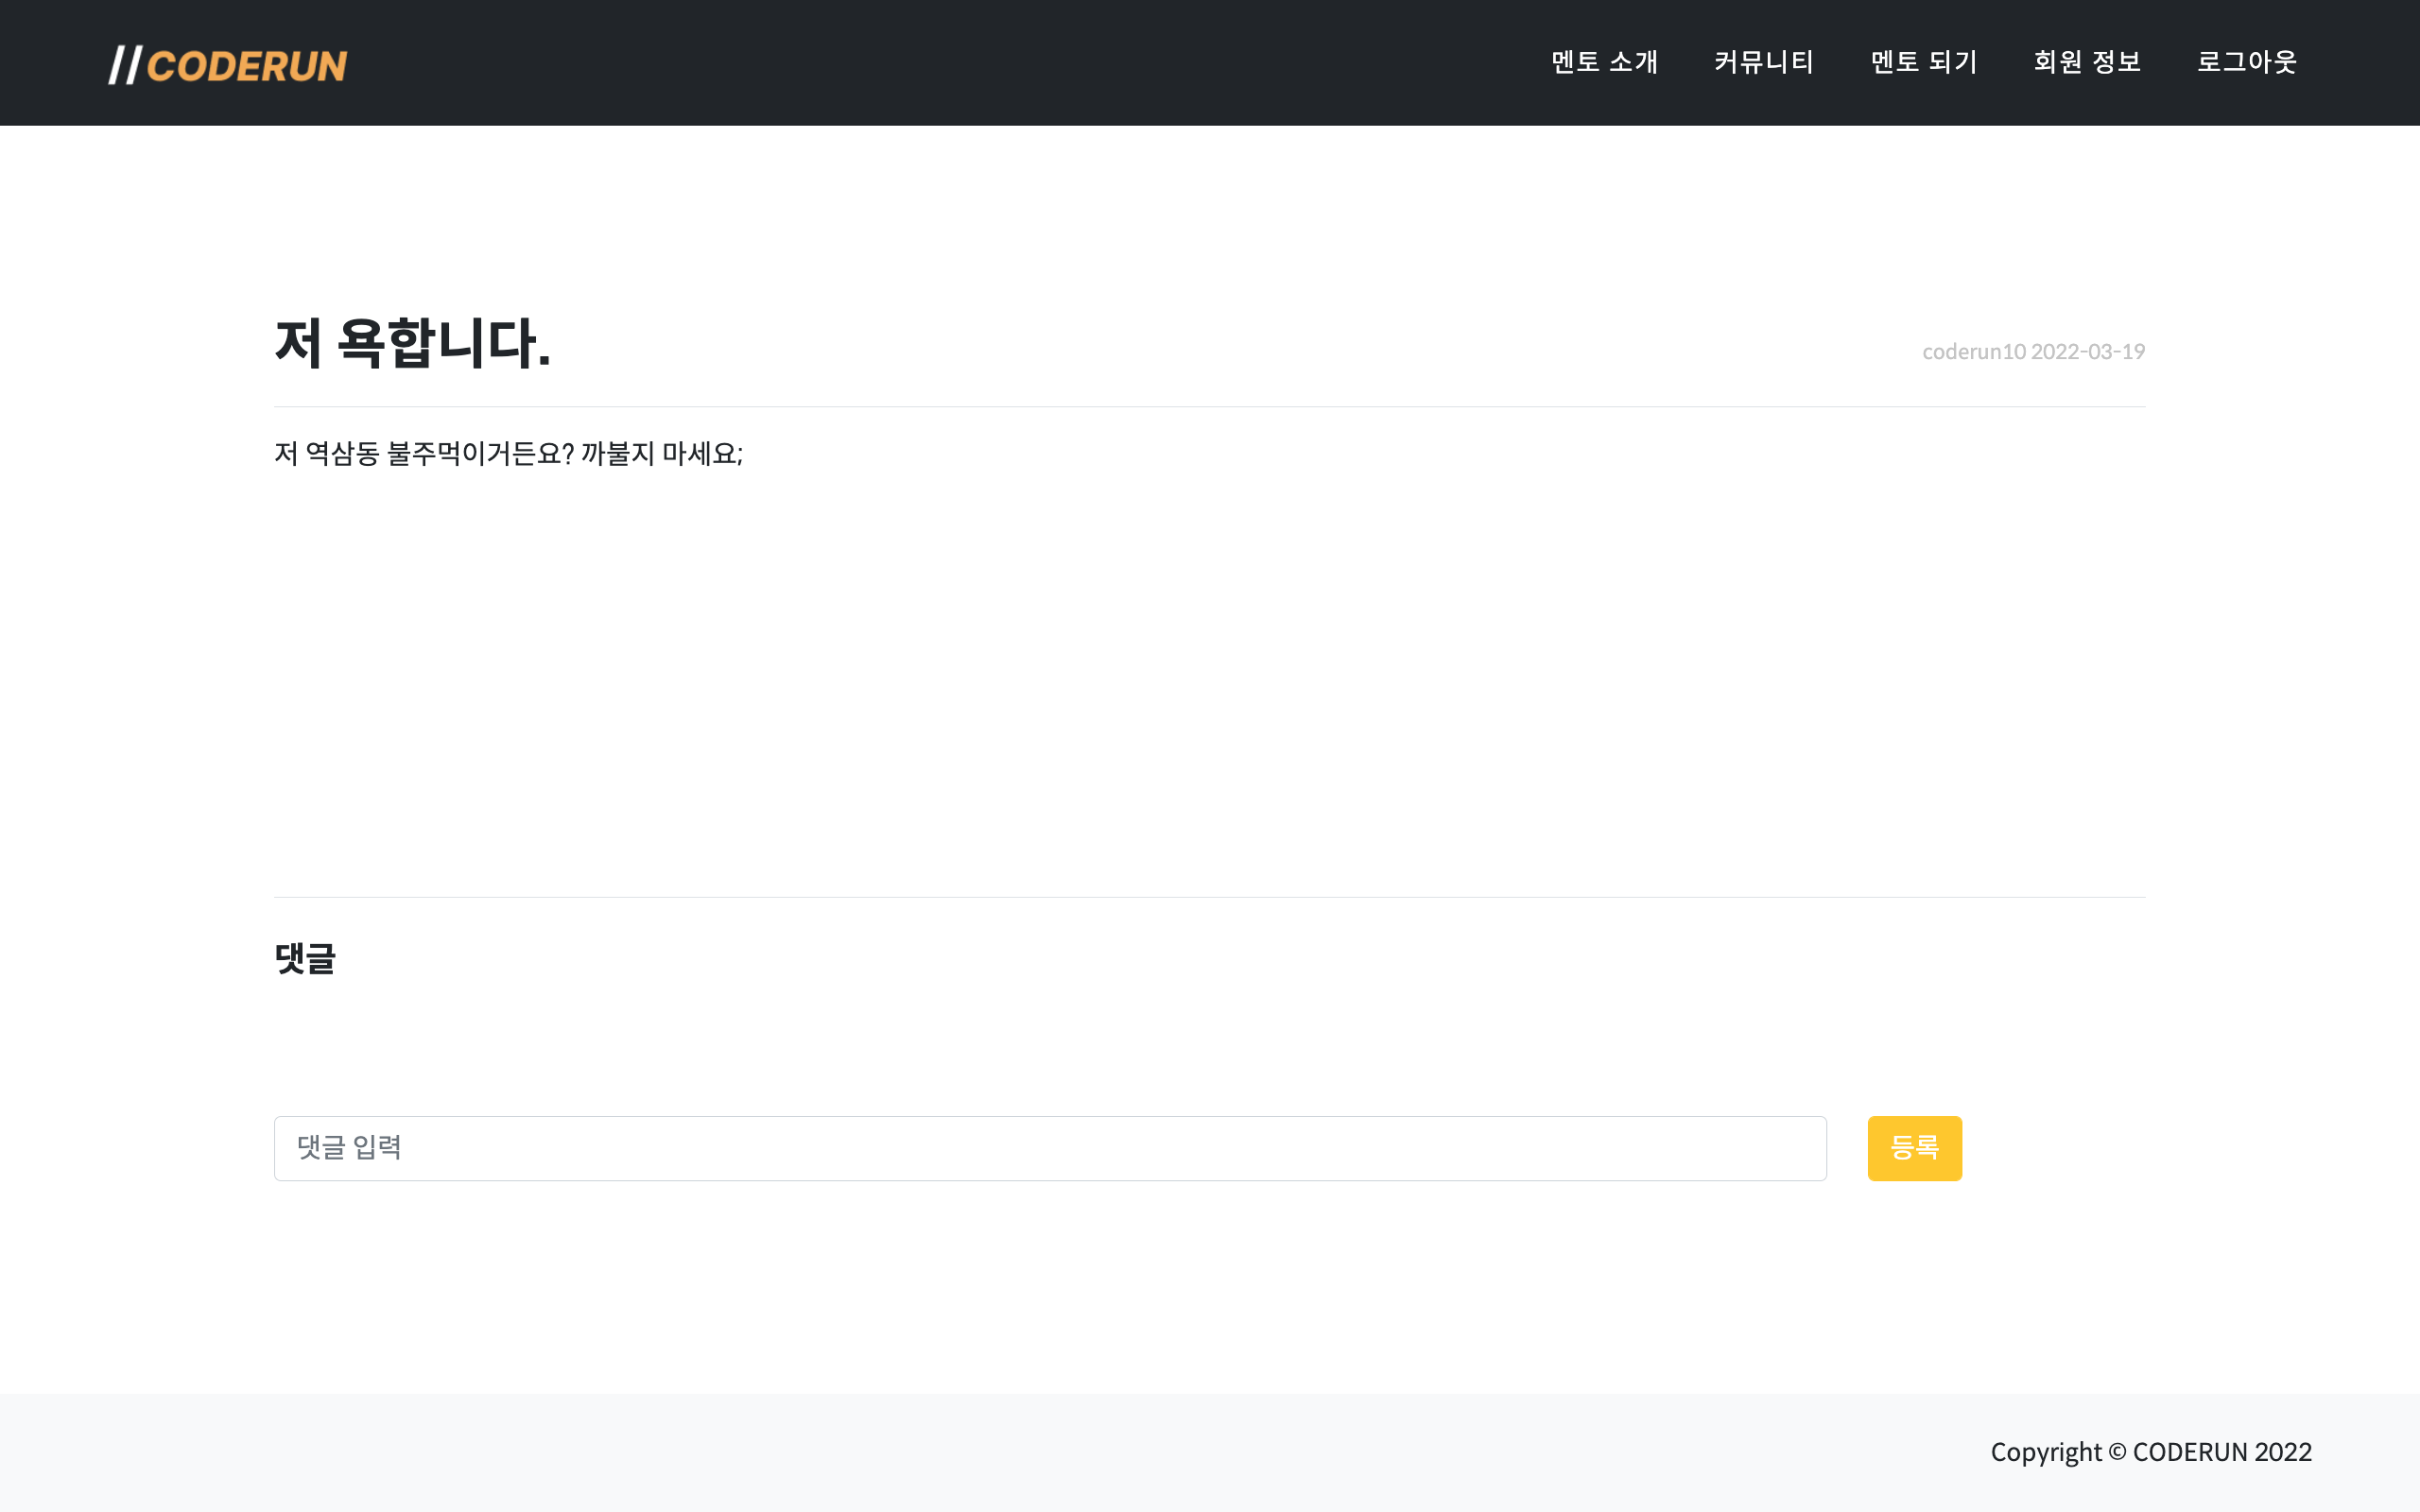 //CODERUN
멘토 소개 커뮤니티 멘토 되기 회원 정보 로그아웃
저 욕합니다.
coderun10 2022-03-19
저 역삼동 불주먹이거든요? 까불지 마세요;
댓글
댓글 입력
등록
Copyright © CODERUN 2022